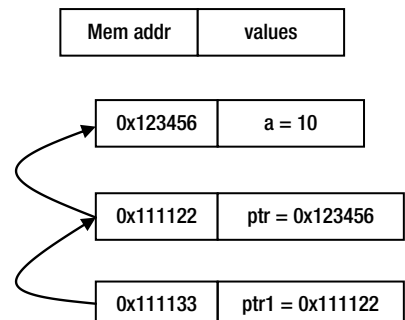 Mem addr values
0x123456 a = 10
0x111122 ptr = 0x123456
0x111133 ptr1 = 0x111122